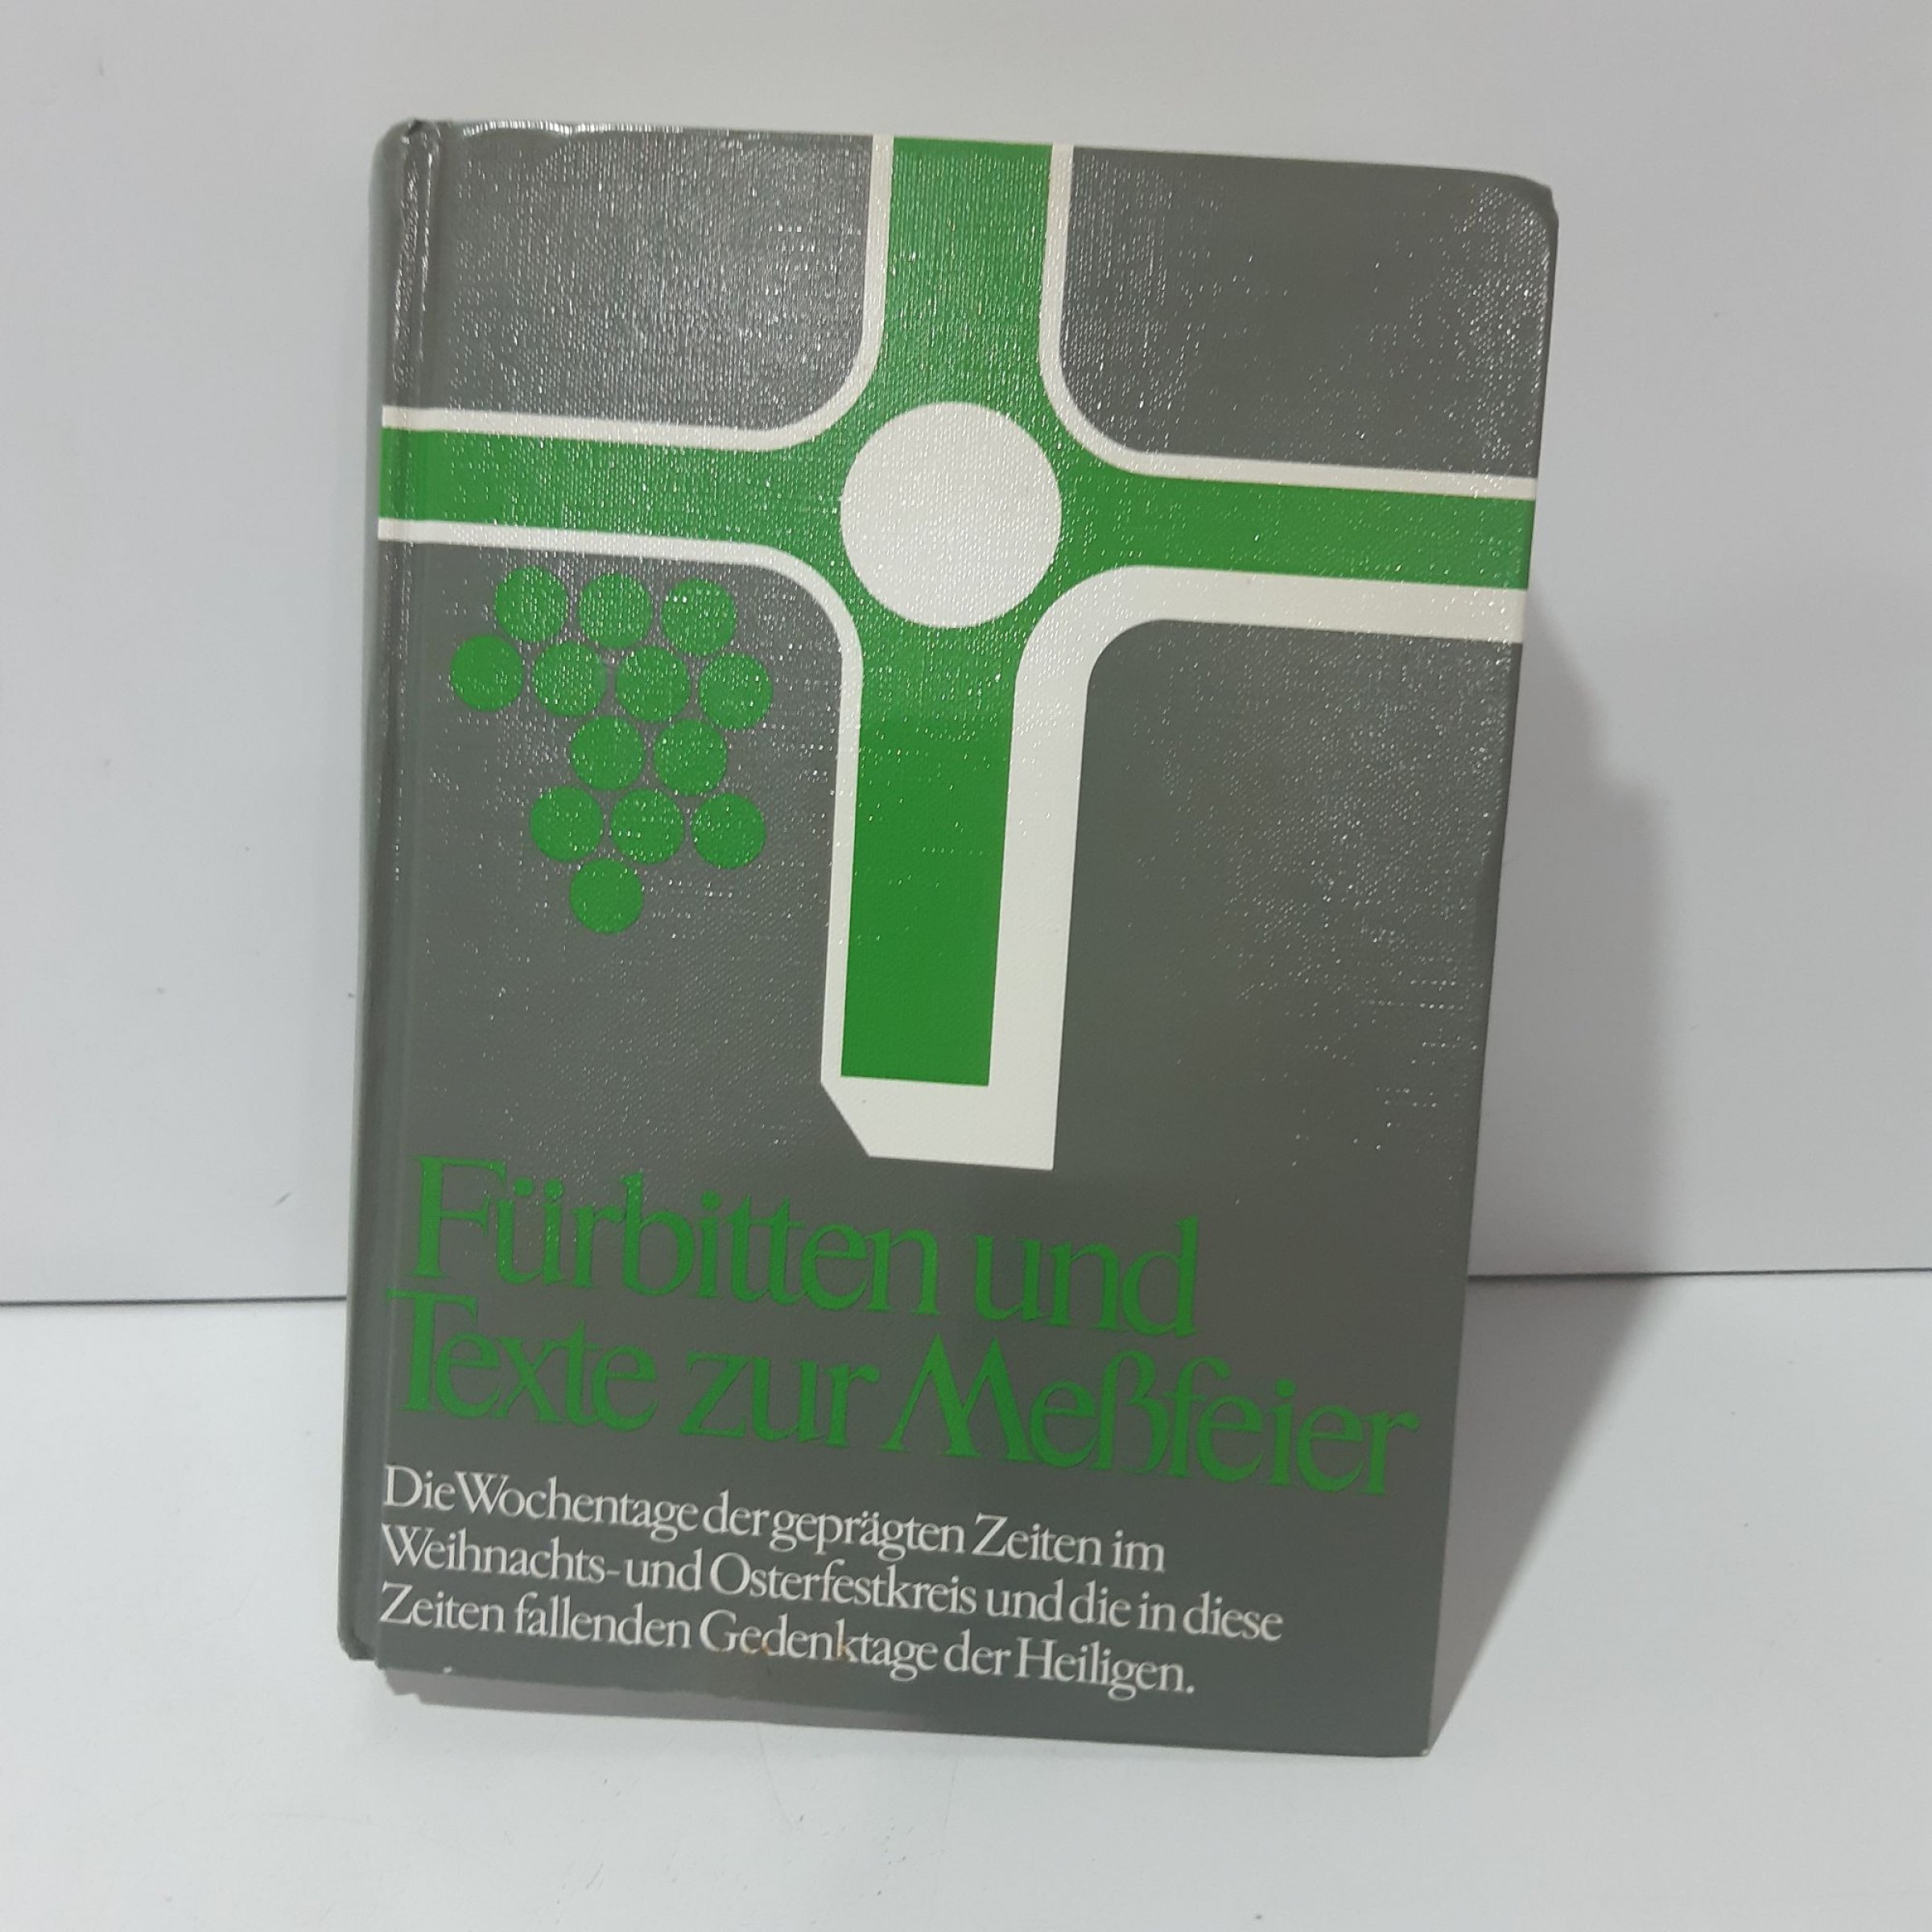 Fürbitten und
Texte zur Meßfeier
Die Wochentage der geprägten Zeiten im
Weihnachts- und Osterfestkreis und die in diese
Zeiten fallenden Gedenktage der Heiligen.